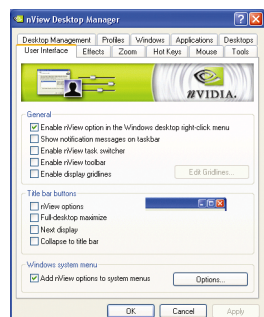 nView Desktop Manager
Desktop Management Profiles Windows Applications Desktops
User Interface Effects Zoom Hot Keys Mouse Tools
nVIDIA.
General
Enable nView option in the Windows desktop right-click menu
Show notification messages on taskbar
Enable nView task switcher
Enable nView toolbar
Enable display gridlines
Edit Gridlines...
Title bar buttons
nView options
Full-desktop maximize
Next display
Collapse to title bar
Windows system menu
Add nView options to system menus
Options...
OK Cancel Apply